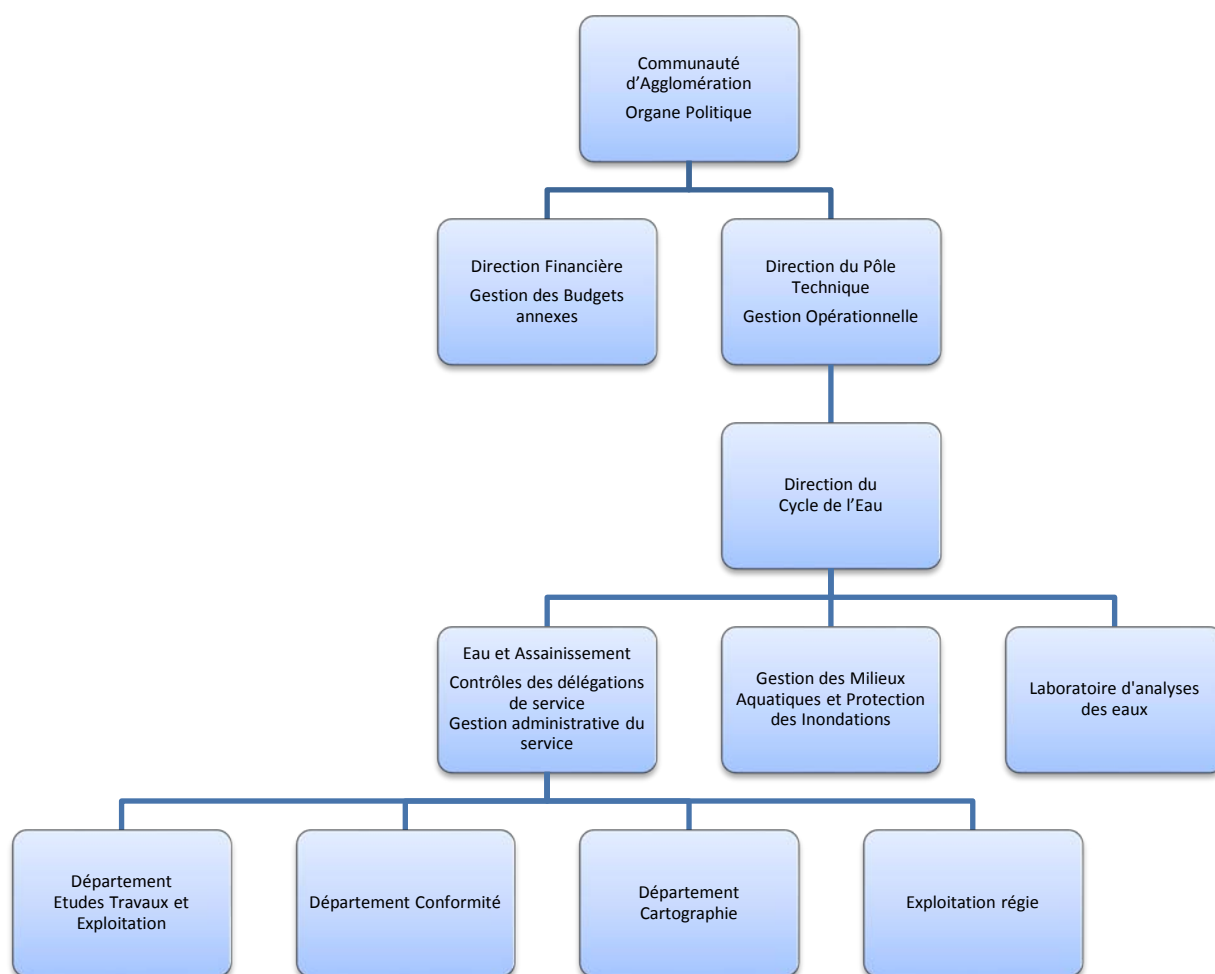 Communauté
d'Agglomération
Organe Politique
Direction Financière
Gestion des Budgets
annexes
Direction du Pôle
Technique
Gestion Opérationnelle
Direction du
Cycle de l'Eau
Eau et Assainissement
Contrôles des délégations
de service
Gestion administrative du
service
Gestion des Milieux
Aquatiques et Protection
des Inondations
Laboratoire d'analyses
des eaux
Département
Etudes Travaux et
Exploitation
Département Conformité
Département
Cartographie
Exploitation régie